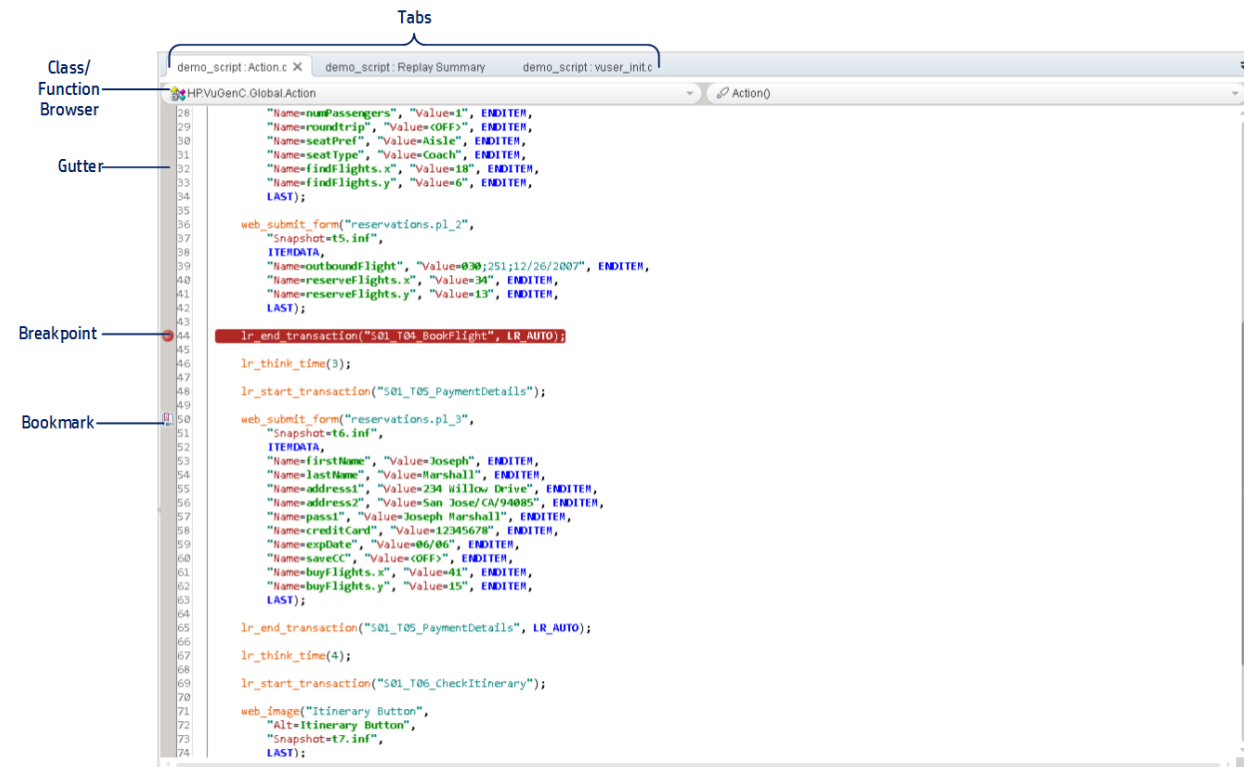 Tabs
demo_script : Action.c
demo_script : Replay Summary
demo_script : vuser_init.c
Class/
Function
Browser
HP.VuGenC.Global.Action
Action()
Gutter
Breakpoint
Bookmark
28 "Name=numPassengers", "Value=1", ENDITEM,
29 "Name=roundtrip", "Value=<OFF>", ENDITEM,
30 "Name=seatPref", "Value=Aisle", ENDITEM,
31 "Name=seatType", "Value=Coach", ENDITEM,
32 "Name=findFlights.x", "Value=18", ENDITEM,
33 "Name=findFlights.y", "Value=6", ENDITEM,
34 LAST);
35
36 web_submit_form("reservations.pl_2",
37 "Snapshot=t5.inf",
38 ITEMDATA,
39 "Name=outboundFlight", "Value=030;251;12/26/2007", ENDITEM,
40 "Name=reserveFlights.x", "Value=34", ENDITEM,
41 "Name=reserveFlights.y", "Value=13", ENDITEM,
42 LAST);
43
44 lr_end_transaction("S01_T04_BookFlight", LR_AUTO);
45
46 lr_think_time(3);
47
48 lr_start_transaction("S01_T05_PaymentDetails");
49
50 web_submit_form("reservations.pl_3",
51 "Snapshot=t6.inf",
52 ITEMDATA,
53 "Name=firstName", "Value=Joseph", ENDITEM,
54 "Name=lastName", "Value=Marshall", ENDITEM,
55 "Name=address1", "Value=234 Willow Drive", ENDITEM,
56 "Name=address2", "Value=San Jose/CA/94085", ENDITEM,
57 "Name=pass1", "Value=Joseph Marshall", ENDITEM,
58 "Name=creditCard", "Value=12345678", ENDITEM,
59 "Name=expDate", "Value=06/06", ENDITEM,
60 "Name=saveCC", "Value=<OFF>", ENDITEM,
61 "Name=buyFlights.x", "Value=41", ENDITEM,
62 "Name=buyFlights.y", "Value=15", ENDITEM,
63 LAST);
64
65 lr_end_transaction("S01_T05_PaymentDetails", LR_AUTO);
66
67 lr_think_time(4);
68
69 lr_start_transaction("S01_T06_CheckItinerary");
70
71 web_image("Itinerary Button",
72 "Alt=Itinerary Button",
73 "Snapshot=t7.inf",
74 LAST);